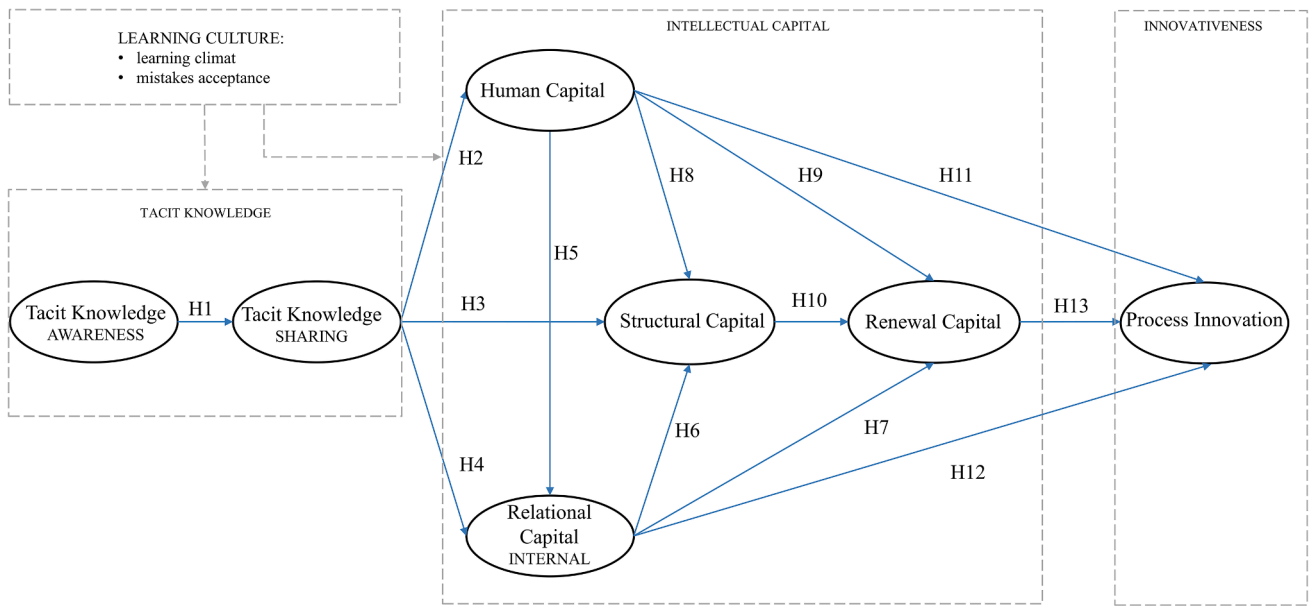 LEARNING CULTURE:
• learning climat
• mistakes acceptance
INTELLECTUAL CAPITAL
INNOVATIVENESS
Human Capital
H2
H8
H9
H11
TACIT KNOWLEDGE
H5
Tacit Knowledge
AWARENESS
H1
Tacit Knowledge
SHARING
H3
Structural Capital
H10
Renewal Capital
H13
Process Innovation
H4
H6
H7
H12
Relational
Capital
INTERNAL